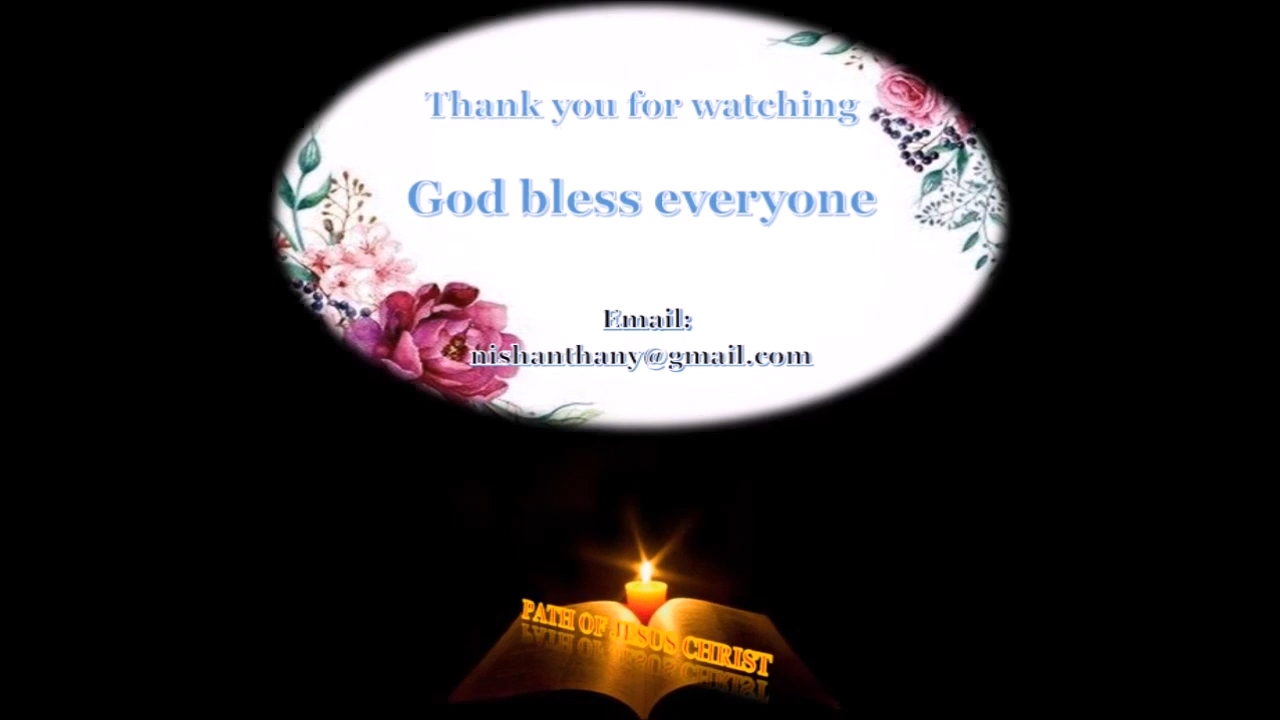 Thank you for watching
God bless everyone
Email:
nishanthany@gmail.com
PATH OF JESUS CHRIST